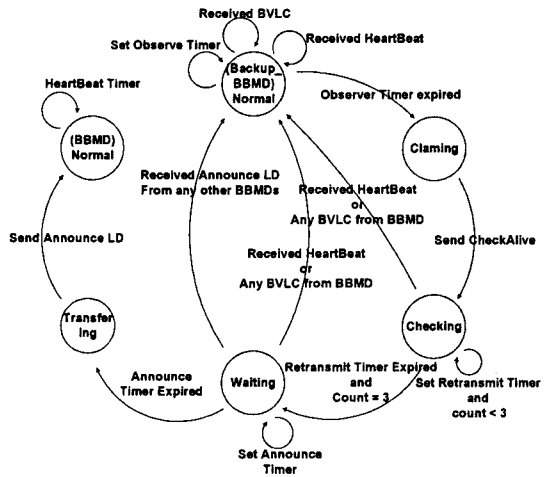 Received BVLC
Set Observe Timer
Received HeartBeat
(Backup_
BBMD)
Normal
HeartBeat Timer
Observer Timer expired
(BBMD)
Normal
Claming
Received Announce LD
From any other BBMDs
Received HeartBeat
or
Any BVLC from BBMD
Send Announce LD
Send CheckAlive
Received HeartBeat
or
Any BVLC from BBMD
Transfer
ing
Checking
Announce
Timer Expired
Waiting
Retransmit Timer Expired
and
Count = 3
Set Retransmit Timer
and
count < 3
Set Announce
Timer